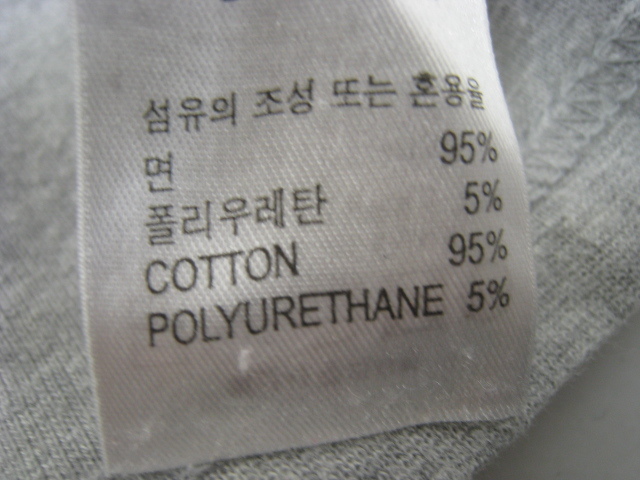 섬유의 조성 또는 혼용율
면 95%
폴리우레탄 5%
COTTON 95%
POLYURETHANE 5%